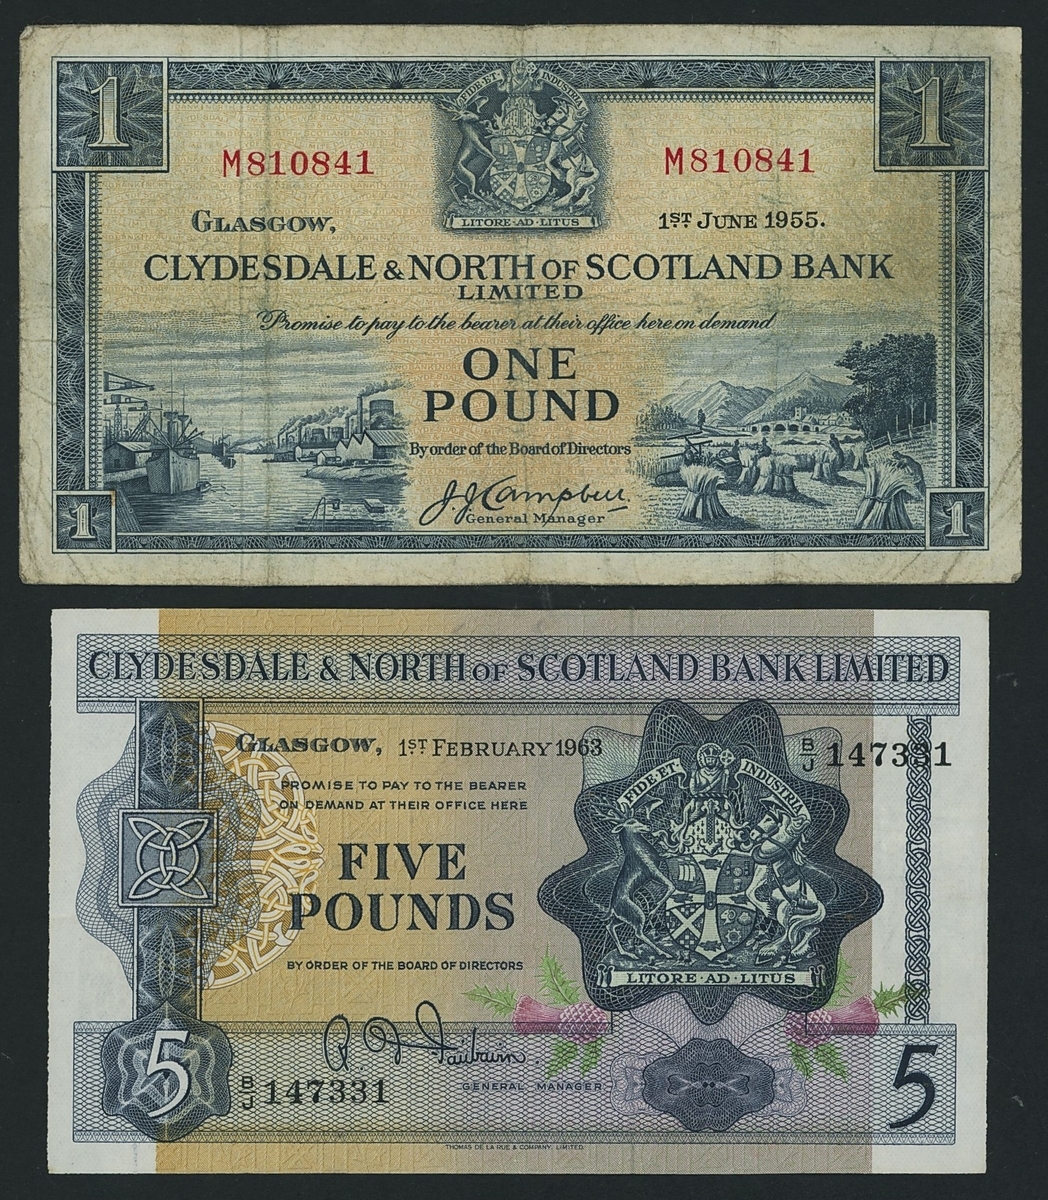 1
1
FIDE ET INDUSTRIA
M810841
M810841
LITORE·AD·LITUS
GLASGOW,
1ST JUNE 1955.
CLYDESDALE & NORTH OF SCOTLAND BANK
LIMITED
Promise to pay to the bearer at their office here on demand
ONE
POUND
By order of the Board of Directors
J.J. Campbell
General Manager
1
1
CLYDESDALE & NORTH OF SCOTLAND BANK LIMITED
GLASGOW, 1ST FEBRUARY 1963
B/J 147331
PROMISE TO PAY TO THE BEARER
ON DEMAND AT THEIR OFFICE HERE
FIDE ET INDUSTRIA
FIVE
POUNDS
BY ORDER OF THE BOARD OF DIRECTORS
LITORE·AD·LITUS
R. D. Fairbairn.
GENERAL MANAGER
5
B/J 147331
5
THOMAS DE LA RUE & COMPANY, LIMITED